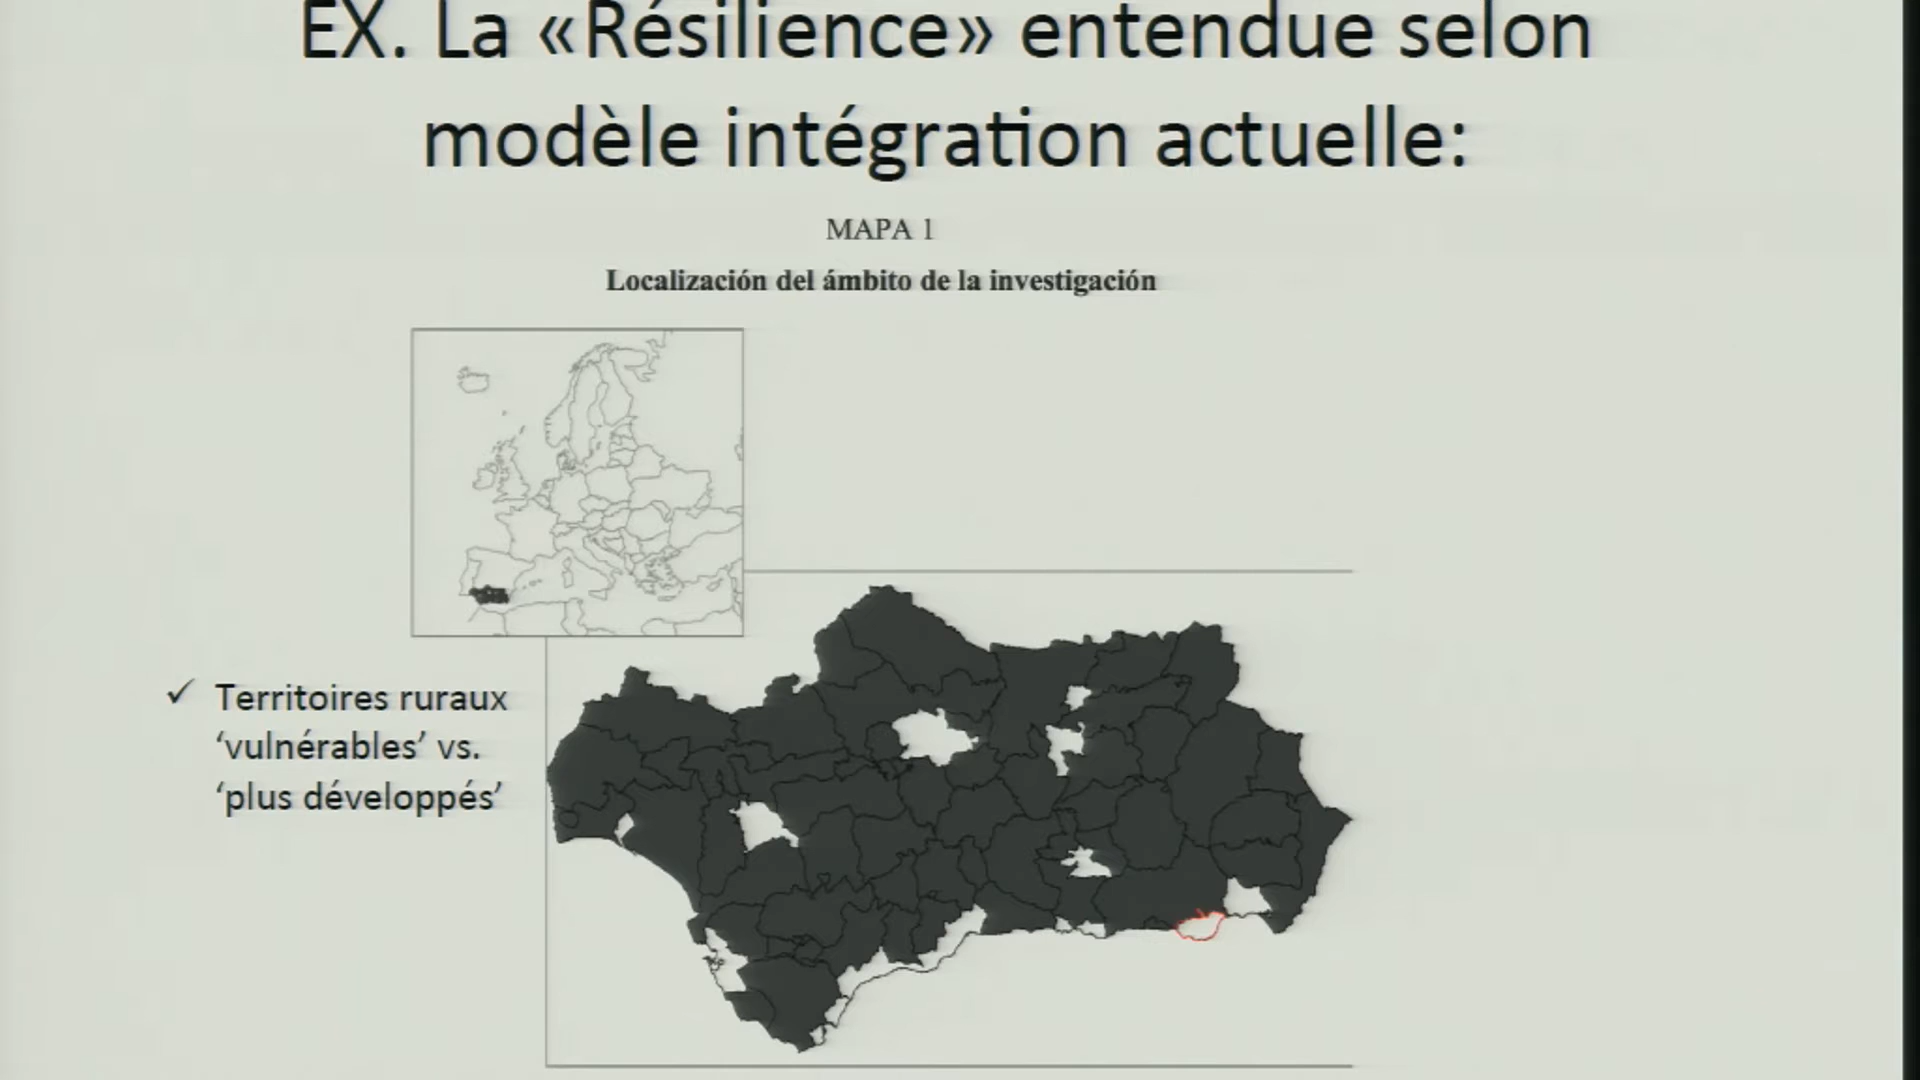 EX. La «Résilience» entendue selon
modèle intégration actuelle:
MAPA 1
Localización del ámbito de la investigación
✓ Territoires ruraux
‘vulnérables’ vs.
‘plus développés’